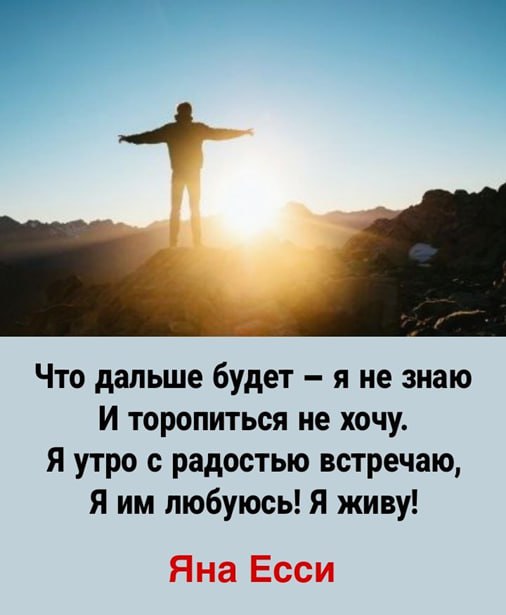 Что дальше будет – я не знаю
И торопиться не хочу.
Я утро с радостью встречаю,
Я им любуюсь! Я живу!
Яна Есси